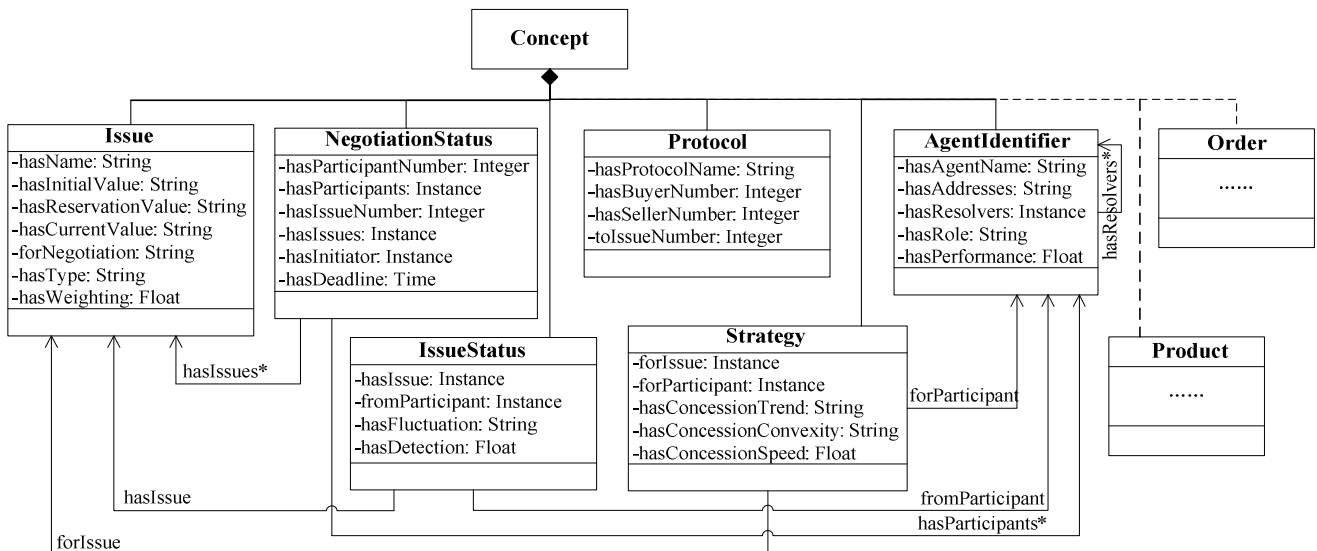 Concept
Issue
-hasName: String
-hasInitialValue: String
-hasReservationValue: String
-hasCurrentValue: String
-forNegotiation: String
-hasType: String
-hasWeighting: Float
NegotiationStatus
-hasParticipantNumber: Integer
-hasParticipants: Instance
-hasIssueNumber: Integer
-hasIssues: Instance
-hasInitiator: Instance
-hasDeadline: Time
Protocol
-hasProtocolName: String
-hasBuyerNumber: Integer
-hasSellerNumber: Integer
-toIssueNumber: Integer
AgentIdentifier
-hasAgentName: String
-hasAddresses: String
-hasResolvers: Instance
-hasRole: String
-hasPerformance: Float
hasResolvers*
Order
......
IssueStatus
-hasIssue: Instance
-fromParticipant: Instance
-hasFluctuation: String
-hasDetection: Float
Strategy
-forIssue: Instance
-forParticipant: Instance
-hasConcessionTrend: String
-hasConcessionConvexity: String
-hasConcessionSpeed: Float
Product
......
hasIssues*
forParticipant
hasIssue
fromParticipant
hasParticipants*
forIssue